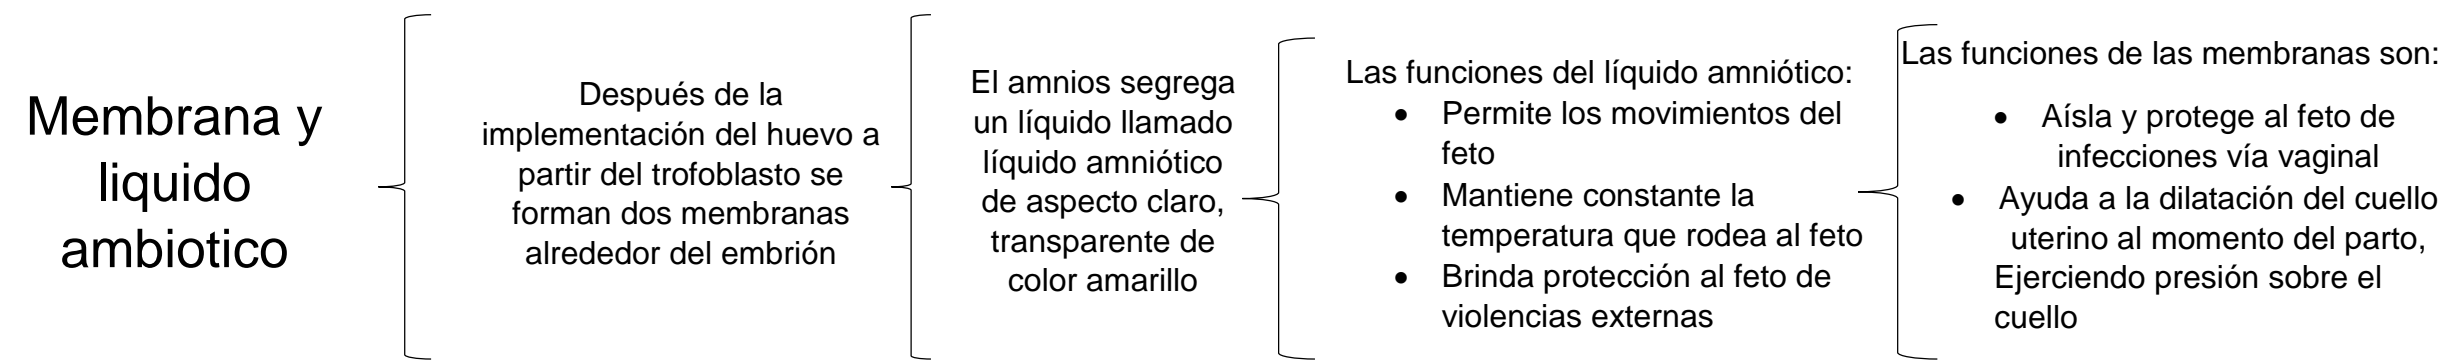 Membrana y
liquido
ambiotico
Después de la
implementación del huevo a
partir del trofoblasto se
forman dos membranas
alrededor del embrión
El amnios segrega
un líquido llamado
líquido amniótico
de aspecto claro,
transparente de
color amarillo
Las funciones del líquido amniótico:
• Permite los movimientos del
feto
• Mantiene constante la
temperatura que rodea al feto
• Brinda protección al feto de
violencias externas
Las funciones de las membranas son:
• Aísla y protege al feto de
infecciones vía vaginal
• Ayuda a la dilatación del cuello
uterino al momento del parto,
Ejerciendo presión sobre el
cuello